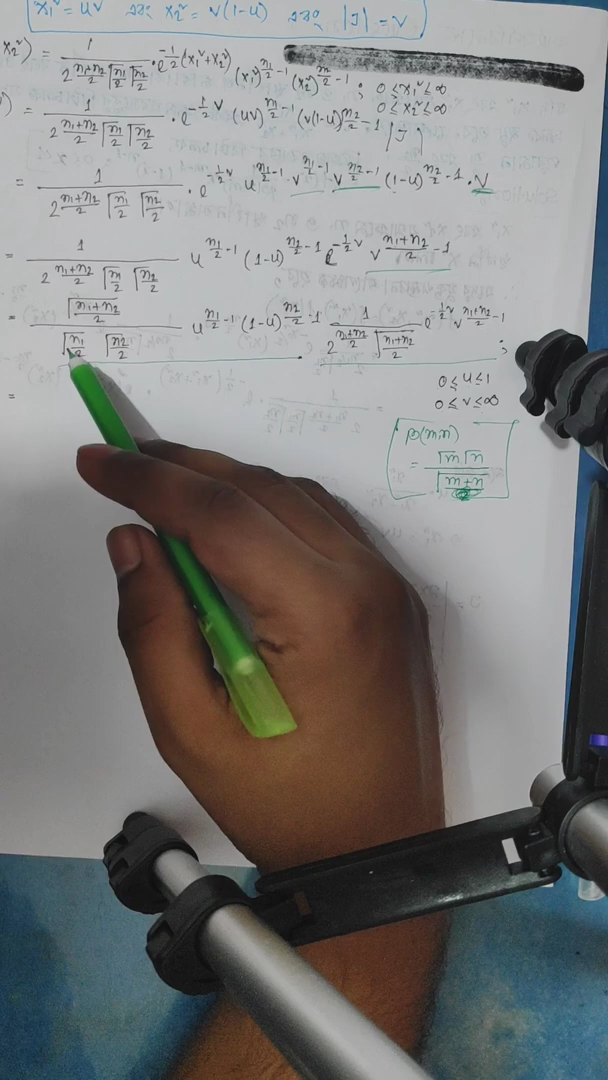 x₁² = uv এবং x₂² = v(1-u) এবং |J| = v
x₂²) = 1/(2^((n₁+n₂)/2) Γ(n₁/2) Γ(n₂/2)) · e^(-½(x₁²+x₂²)) (x₁²)^(n₁/2-1) (x₂²)^(n₂/2-1) ; 0 ≤ x₁² ≤ ∞
0 ≤ x₂² ≤ ∞
) = 1/(2^((n₁+n₂)/2) Γ(n₁/2) Γ(n₂/2)) · e^(-½v) (uv)^(n₁/2-1) (v(1-u))^(n₂/2-1) |J|
= 1/(2^((n₁+n₂)/2) Γ(n₁/2) Γ(n₂/2)) · e^(-½v) u^(n₁/2-1) · v^(n₁/2-1) · v^(n₂/2-1) (1-u)^(n₂/2-1) · v
= 1/(2^((n₁+n₂)/2) Γ(n₁/2) Γ(n₂/2)) u^(n₁/2-1) (1-u)^(n₂/2-1) e^(-½v) v^((n₁+n₂)/2-1)
= Γ((n₁+n₂)/2)/(Γ(n₁/2) Γ(n₂/2)) u^(n₁/2-1) (1-u)^(n₂/2-1) · 1/(2^((n₁+n₂)/2) Γ((n₁+n₂)/2)) e^(-½v) v^((n₁+n₂)/2-1) ;
0 ≤ u ≤ 1
0 ≤ v ≤ ∞
=
β(mn)
= Γm Γn / Γ(m+n)